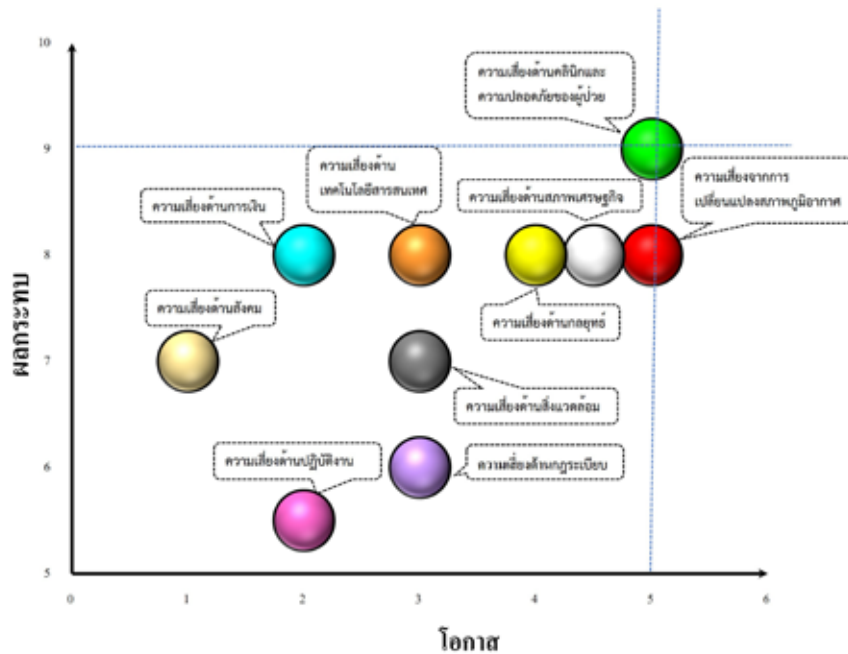 10
ความเสี่ยงด้านคลินิกและ
ความปลอดภัยของผู้ป่วย
9
ความเสี่ยงด้าน
เทคโนโลยีสารสนเทศ
ความเสี่ยงจากการ
เปลี่ยนแปลงสภาพภูมิอากาศ
ความเสี่ยงด้านสภาพเศรษฐกิจ
ความเสี่ยงด้านการเงิน
8
ความเสี่ยงด้านกลยุทธ์
ความเสี่ยงด้านสังคม
ผลกระทบ
7
ความเสี่ยงด้านสิ่งแวดล้อม
6
ความเสี่ยงด้านปฏิบัติงาน
ความเสี่ยงด้านกฎระเบียบ
5
0 1 2 3 4 5 6
โอกาส